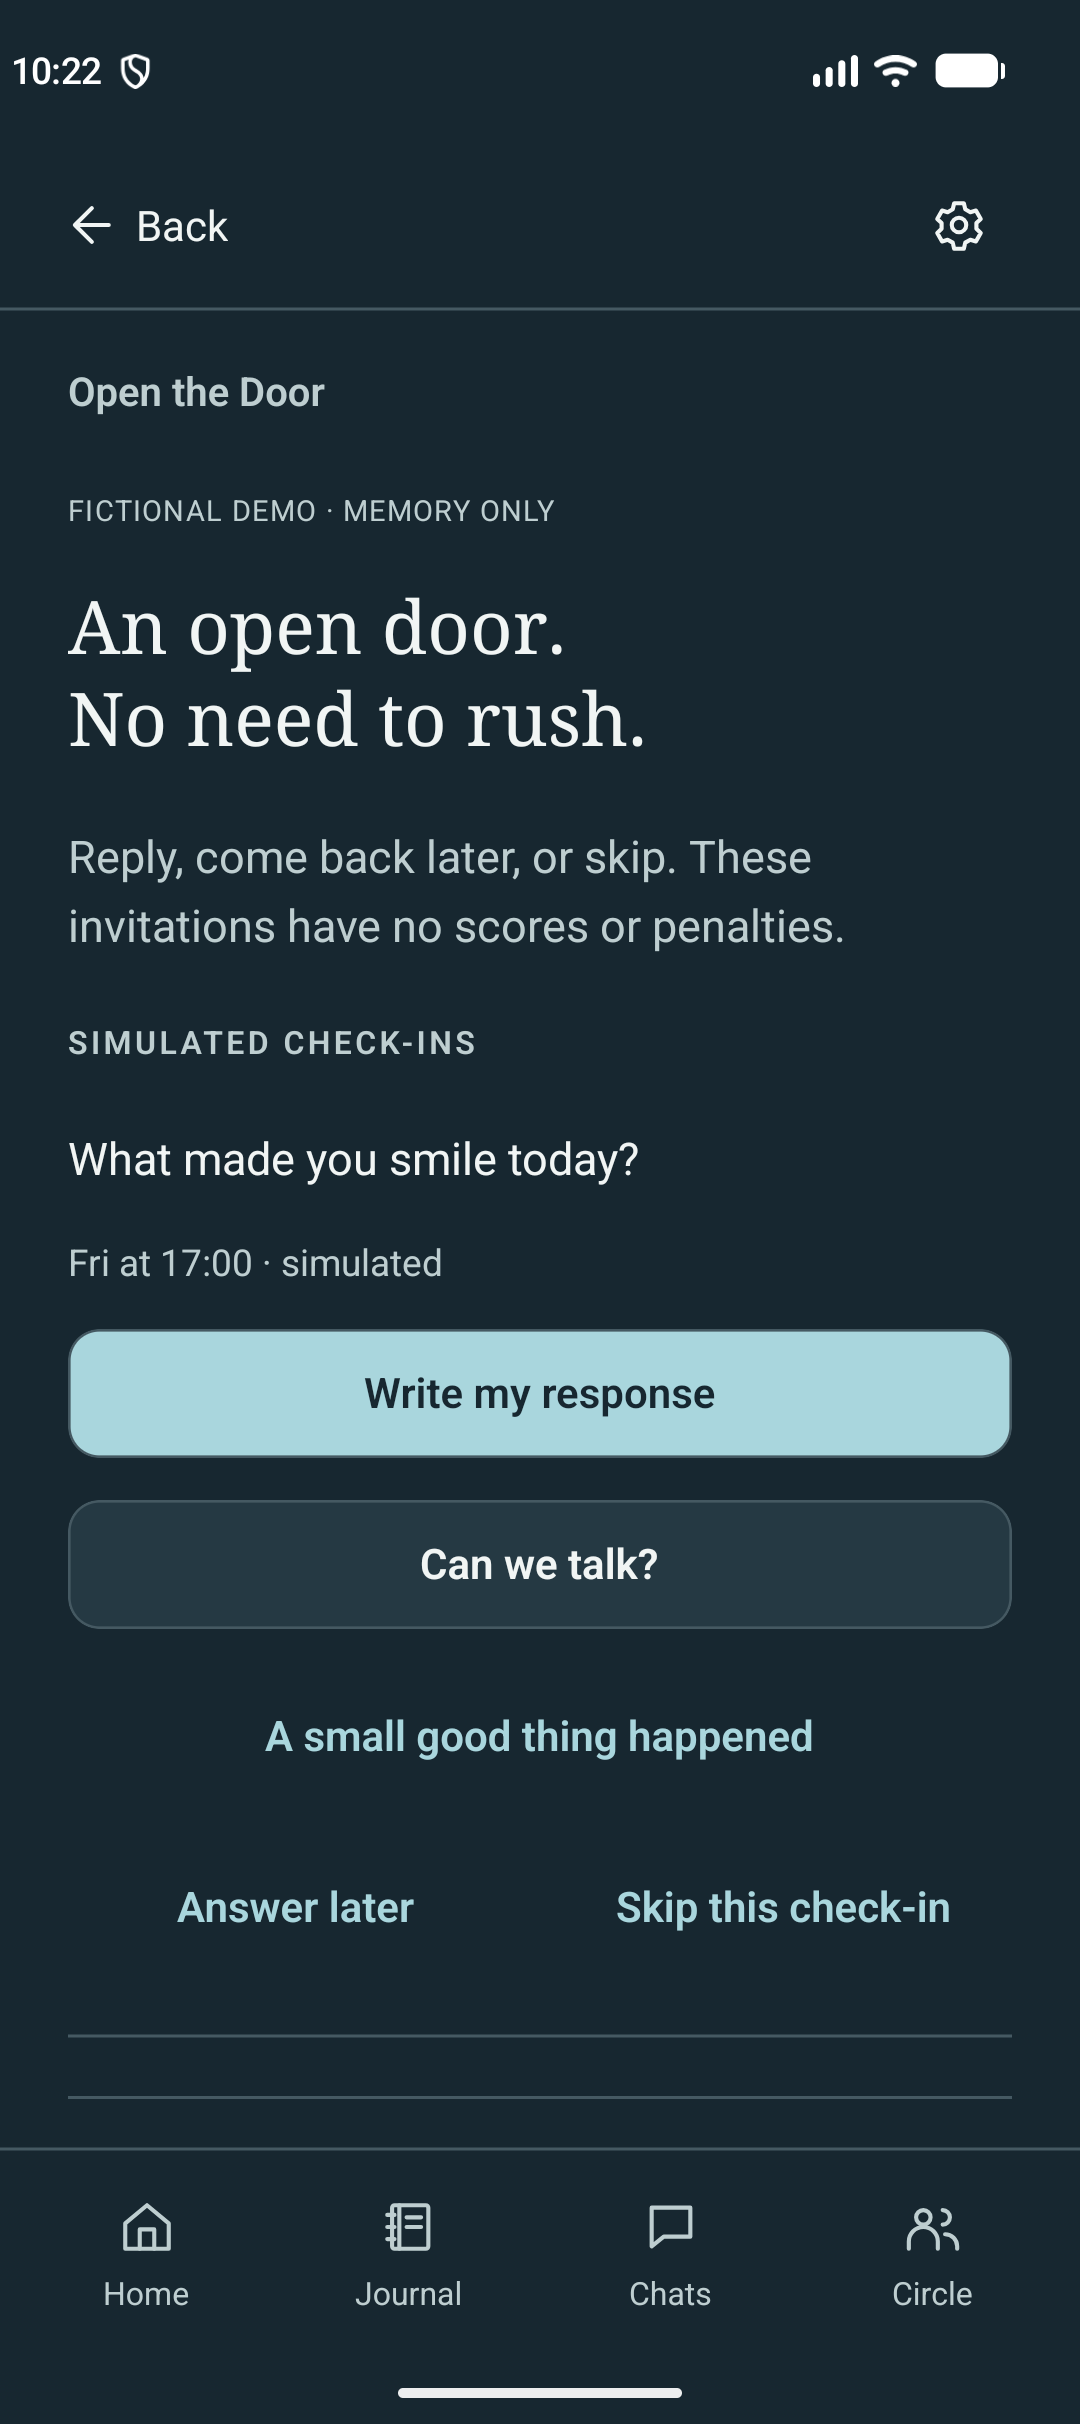 10:22
Back
Open the Door
FICTIONAL DEMO · MEMORY ONLY
An open door.
No need to rush.
Reply, come back later, or skip. These
invitations have no scores or penalties.
SIMULATED CHECK-INS
What made you smile today?
Fri at 17:00 · simulated
Write my response
Can we talk?
A small good thing happened
Answer later
Skip this check-in
Home
Journal
Chats
Circle